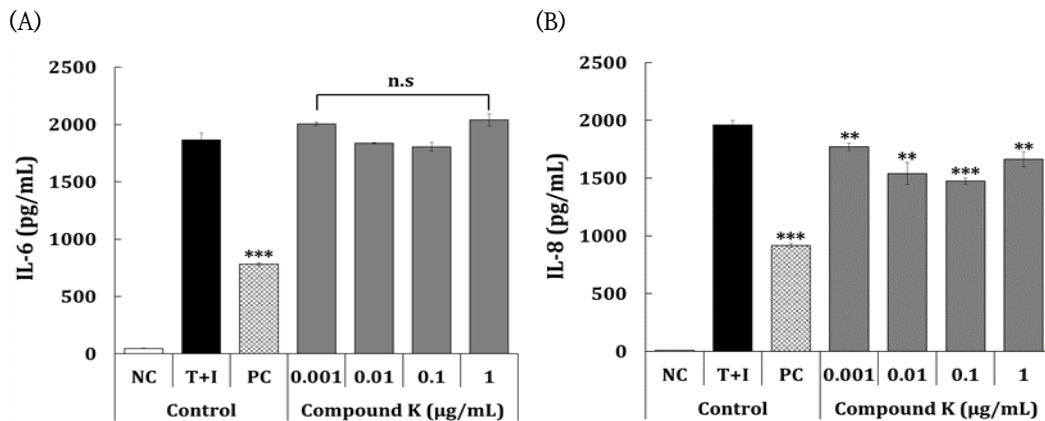 (A)
IL-6 (pg/mL)
2500
2000
1500
1000
500
0
n.s
***
NC T+I PC 0.001 0.01 0.1 1
Control Compound K (μg/mL)
(B)
IL-8 (pg/mL)
2500
2000
1500
1000
500
0
*** ** ** *** **
NC T+I PC 0.001 0.01 0.1 1
Control Compound K (μg/mL)